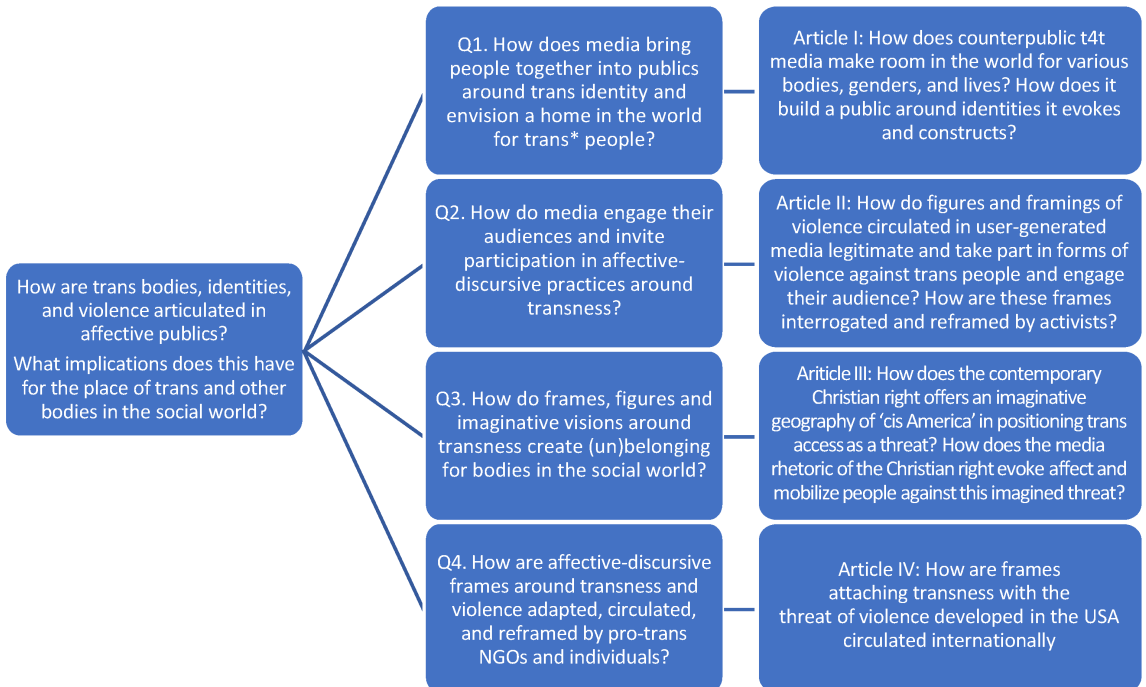 How are trans bodies, identities,
and violence articulated in
affective publics?
What implications does this have
for the place of trans and other
bodies in the social world?
Q1. How does media bring
people together into publics
around trans identity and
envision a home in the world
for trans* people?
Article I: How does counterpublic t4t
media make room in the world for various
bodies, genders, and lives? How does it
build a public around identities it evokes
and constructs?
Q2. How do media engage their
audiences and invite
participation in affective-
discursive practices around
transness?
Article II: How do figures and framings of
violence circulated in user-generated
media legitimate and take part in forms of
violence against trans people and engage
their audience? How are these frames
interrogated and reframed by activists?
Q3. How do frames, figures and
imaginative visions around
transness create (un)belonging
for bodies in the social world?
Article III: How does the contemporary
Christian right offers an imaginative
geography of ‘cis America’ in positioning trans
access as a threat? How does the media
rhetoric of the Christian right evoke affect and
mobilize people against this imagined threat?
Q4. How are affective-discursive
frames around transness and
violence adapted, circulated,
and reframed by pro-trans
NGOs and individuals?
Article IV: How are frames
attaching transness with the
threat of violence developed in the USA
circulated internationally